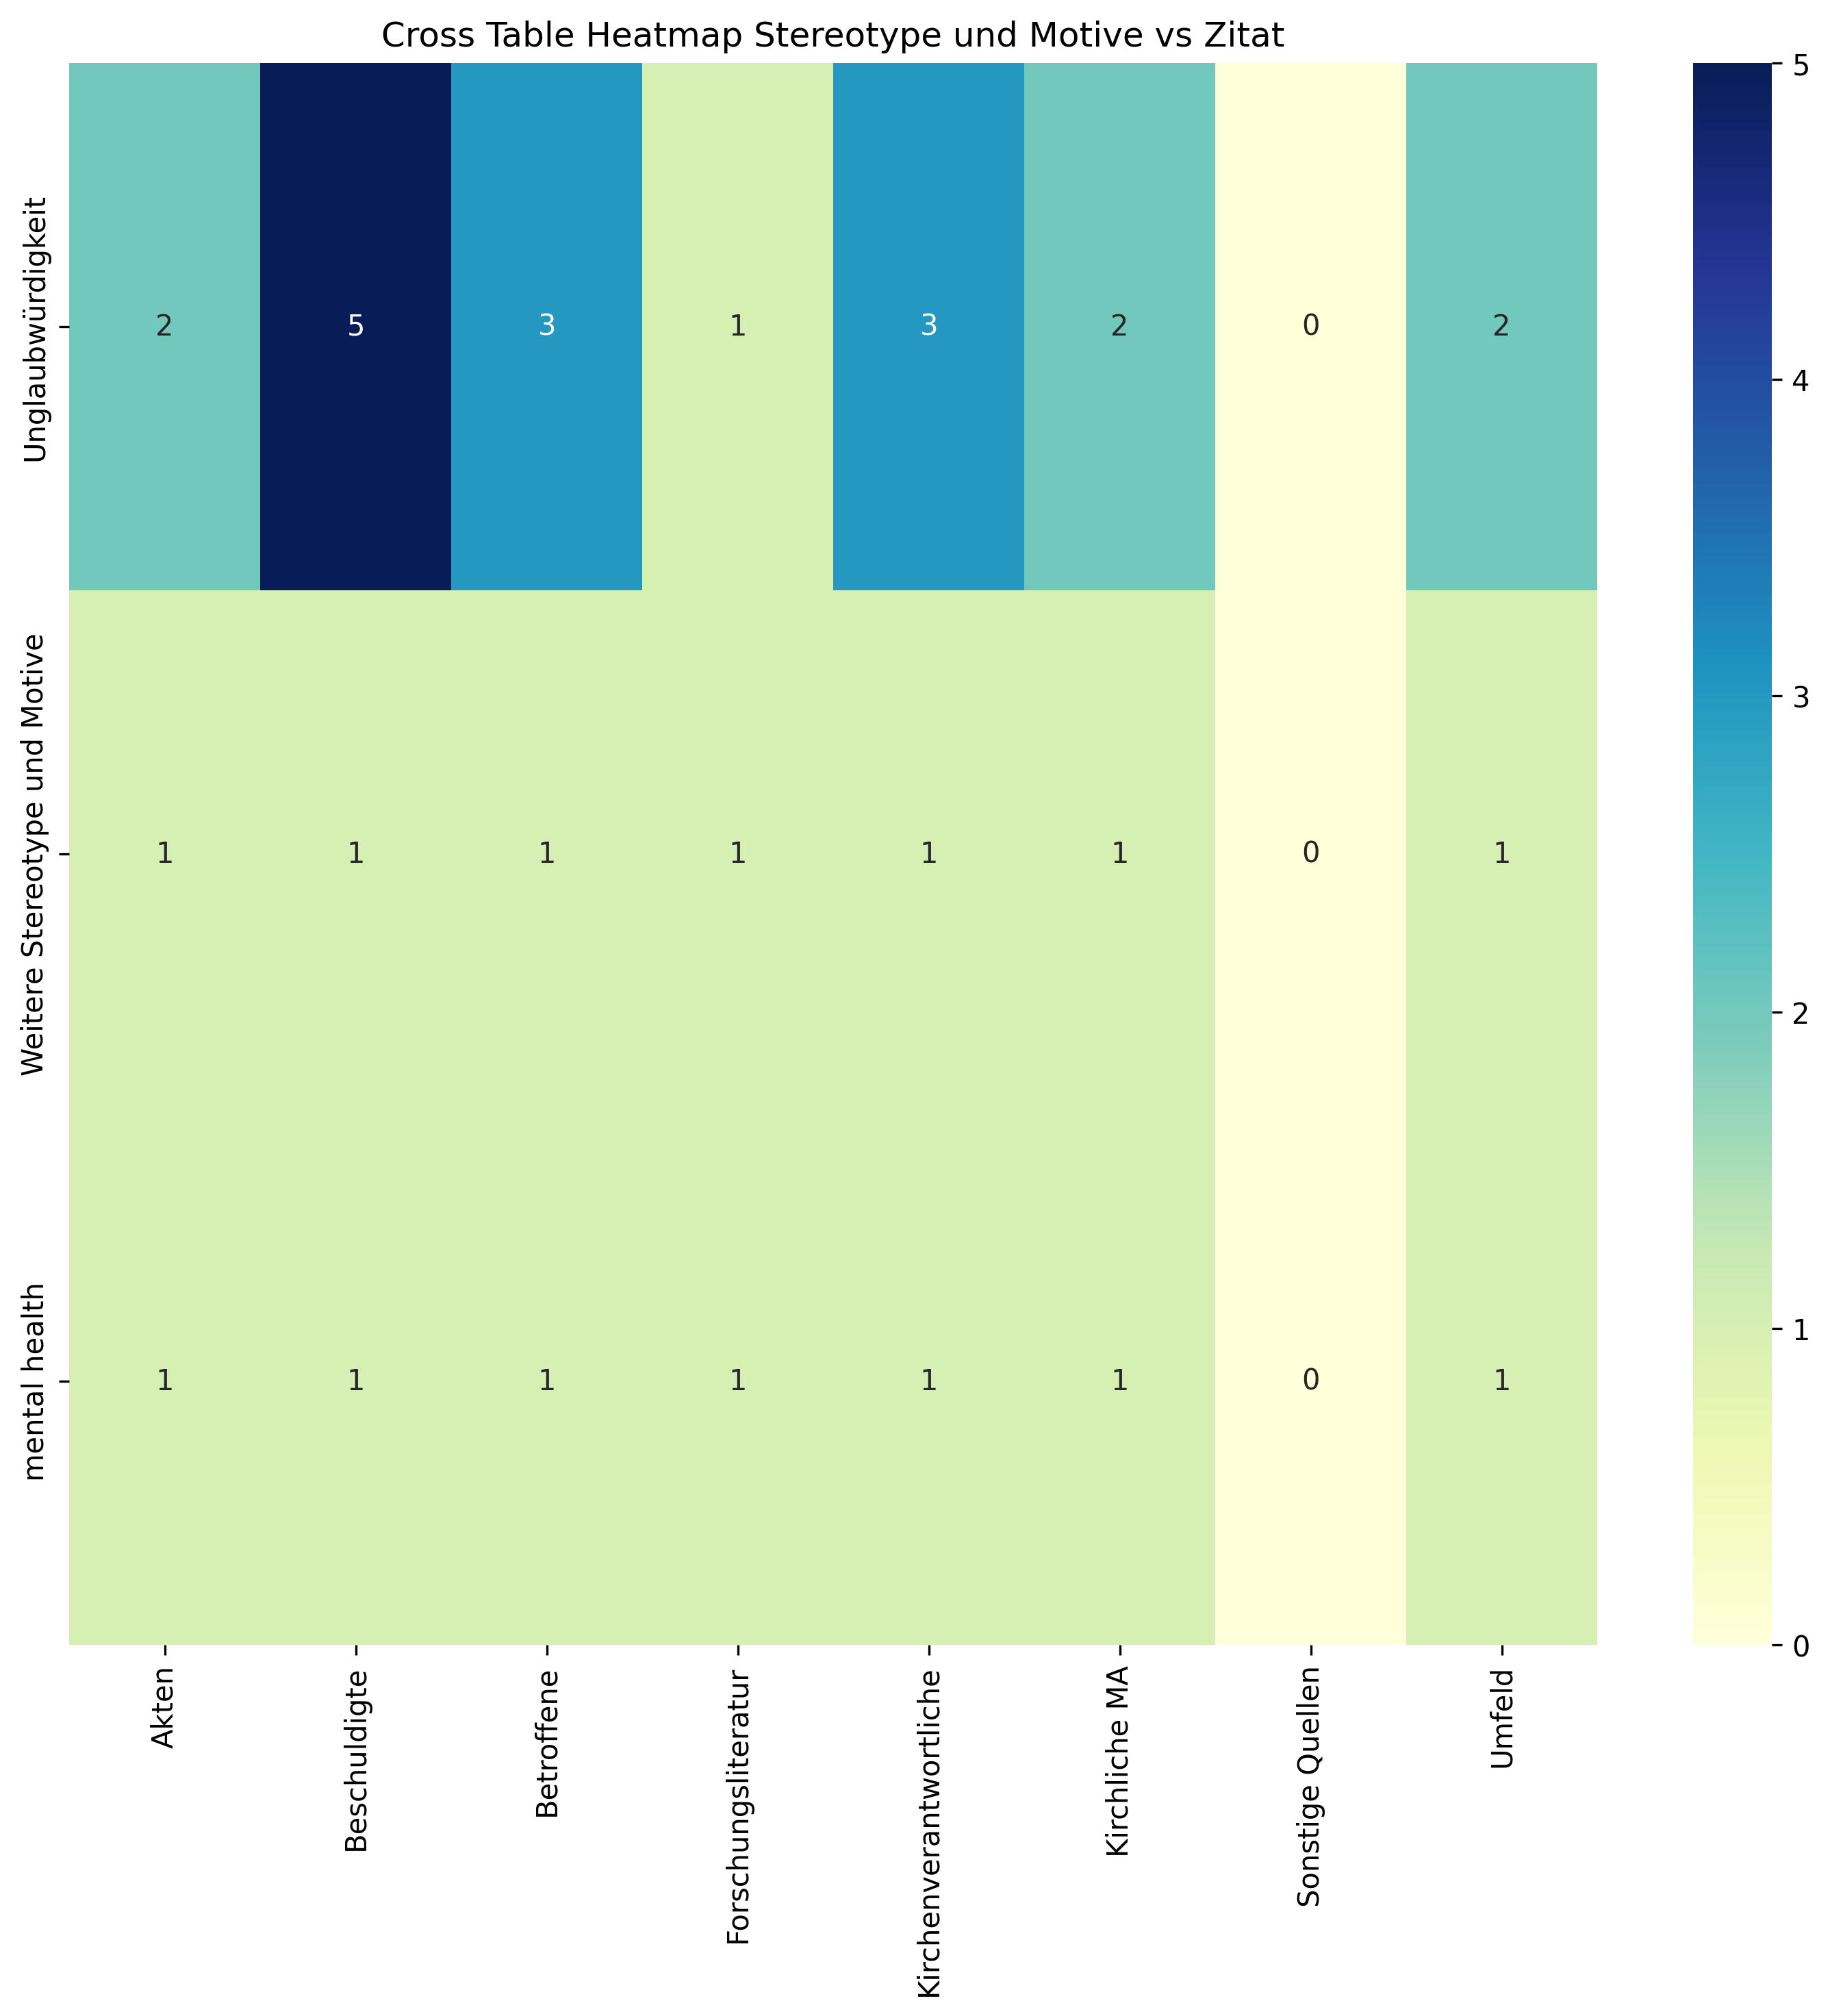 Cross Table Heatmap Stereotype und Motive vs Zitat
Unglaubwürdigkeit
2 5 3 1 3 2 0 2
Weitere Stereotype und Motive
1 1 1 1 1 1 0 1
mental health
1 1 1 1 1 1 0 1
Akten
Beschuldigte
Betroffene
Forschungsliteratur
Kirchenverantwortliche
Kirchliche MA
Sonstige Quellen
Umfeld
5
4
3
2
1
0